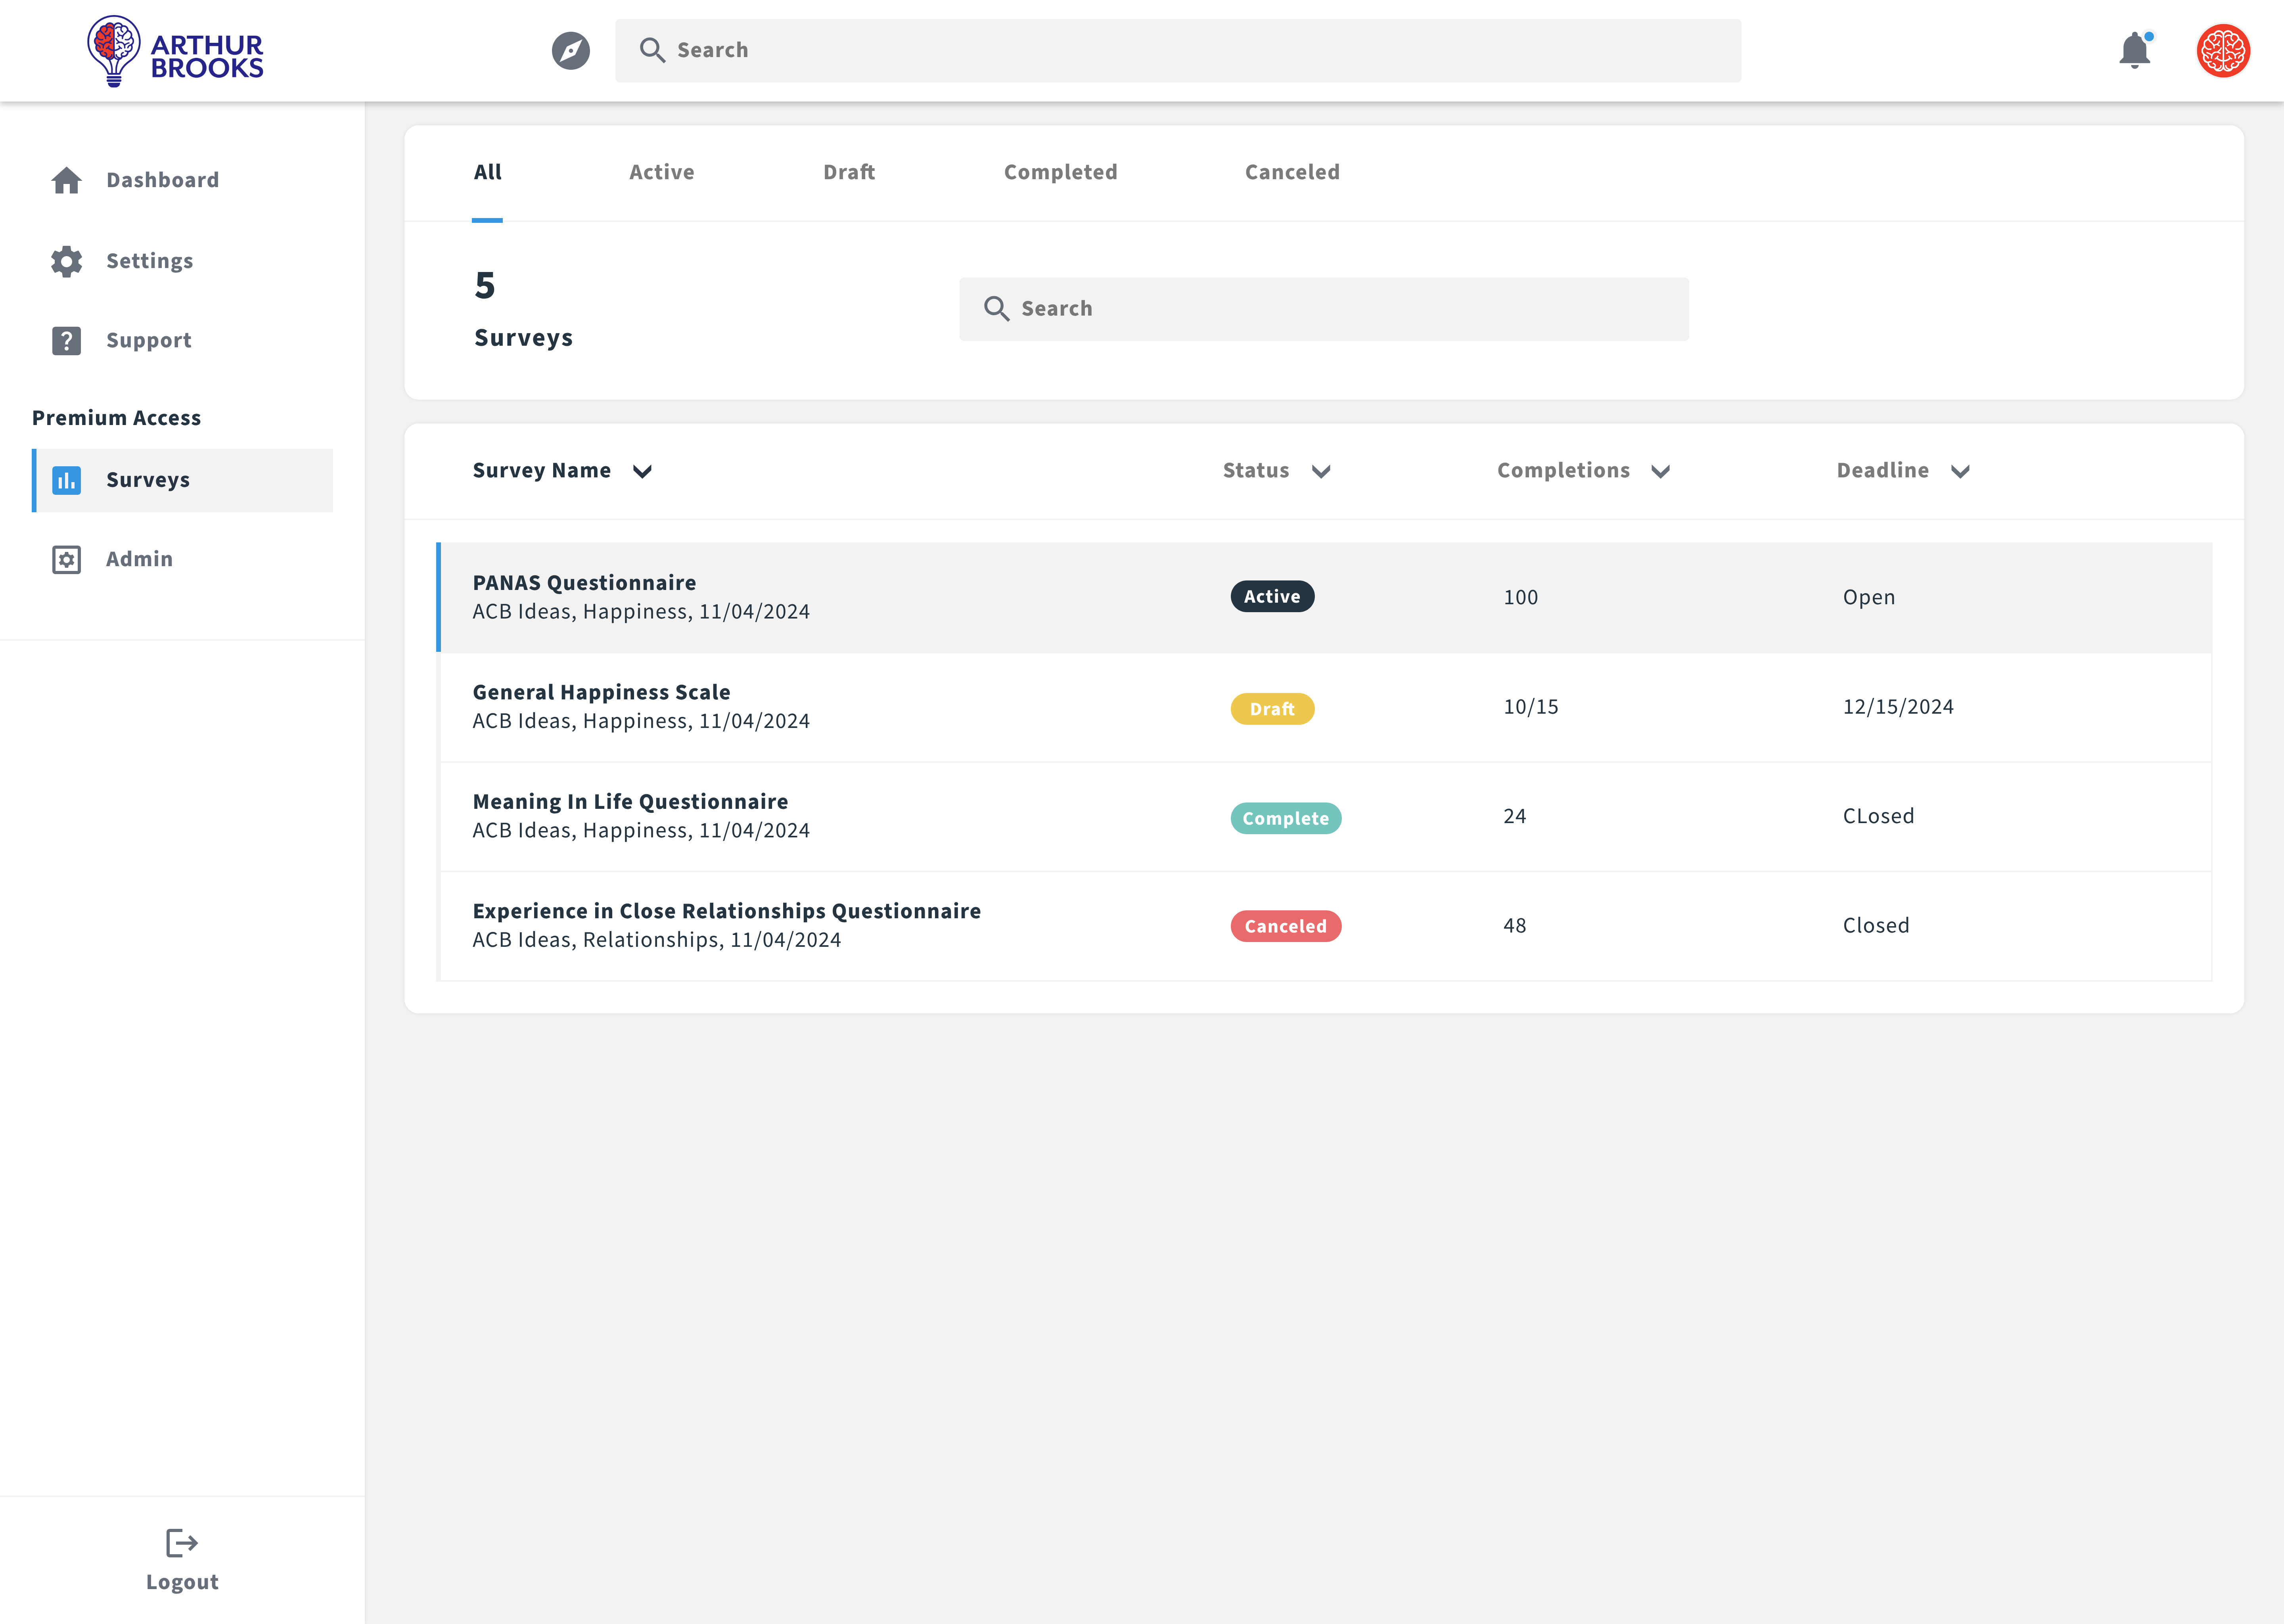 ARTHUR
BROOKS
Search
Dashboard
Settings
Support
Premium Access
Surveys
Admin
Logout
All Active Draft Completed Canceled
5
Surveys
Search
Survey Name Status Completions Deadline
PANAS Questionnaire
ACB Ideas, Happiness, 11/04/2024
Active 100 Open
General Happiness Scale
ACB Ideas, Happiness, 11/04/2024
Draft 10/15 12/15/2024
Meaning In Life Questionnaire
ACB Ideas, Happiness, 11/04/2024
Complete 24 CLosed
Experience in Close Relationships Questionnaire
ACB Ideas, Relationships, 11/04/2024
Canceled 48 Closed